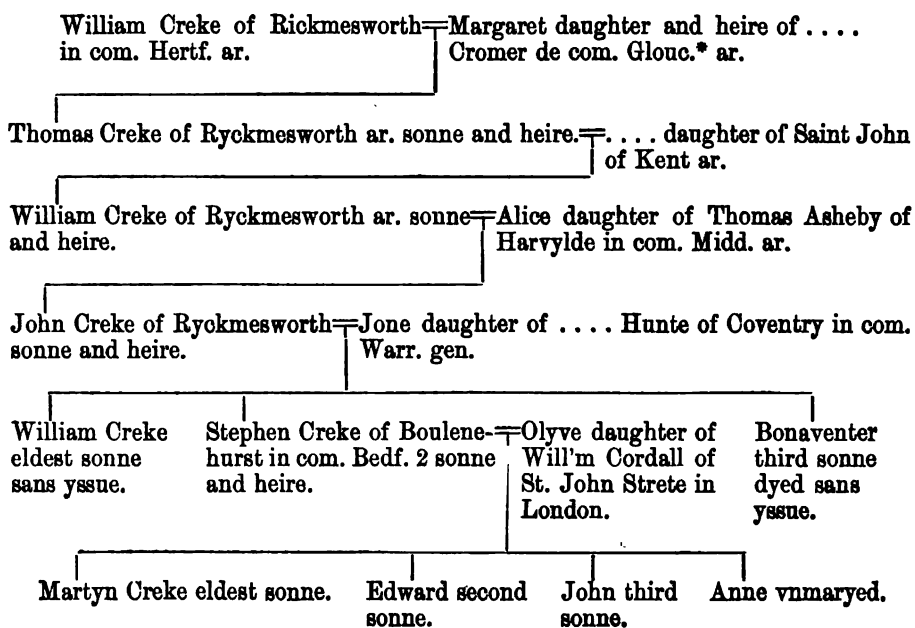 William Creke of Rickmesworth=Margaret daughter and heire of . . . .
in com. Hertf. ar. Cromer de com. Glouc.* ar.
Thomas Creke of Ryckmesworth ar. sonne and heire.=. . . . daughter of Saint John
of Kent ar.
William Creke of Ryckmesworth ar. sonne=Alice daughter of Thomas Asheby of
and heire. Harvylde in com. Midd. ar.
John Creke of Ryckmesworth=Jone daughter of . . . . Hunte of Coventry in com.
sonne and heire. Warr. gen.
William Creke
eldest sonne
sans yssue.
Stephen Creke of Boulene-
hurst in com. Bedf. 2 sonne
and heire.
=Olyve daughter of
Will'm Cordall of
St. John Strete in
London.
Bonaventer
third sonne
dyed sans
yssue.
Martyn Creke eldest sonne.
Edward second
sonne.
John third
sonne.
Anne vnmaryed.